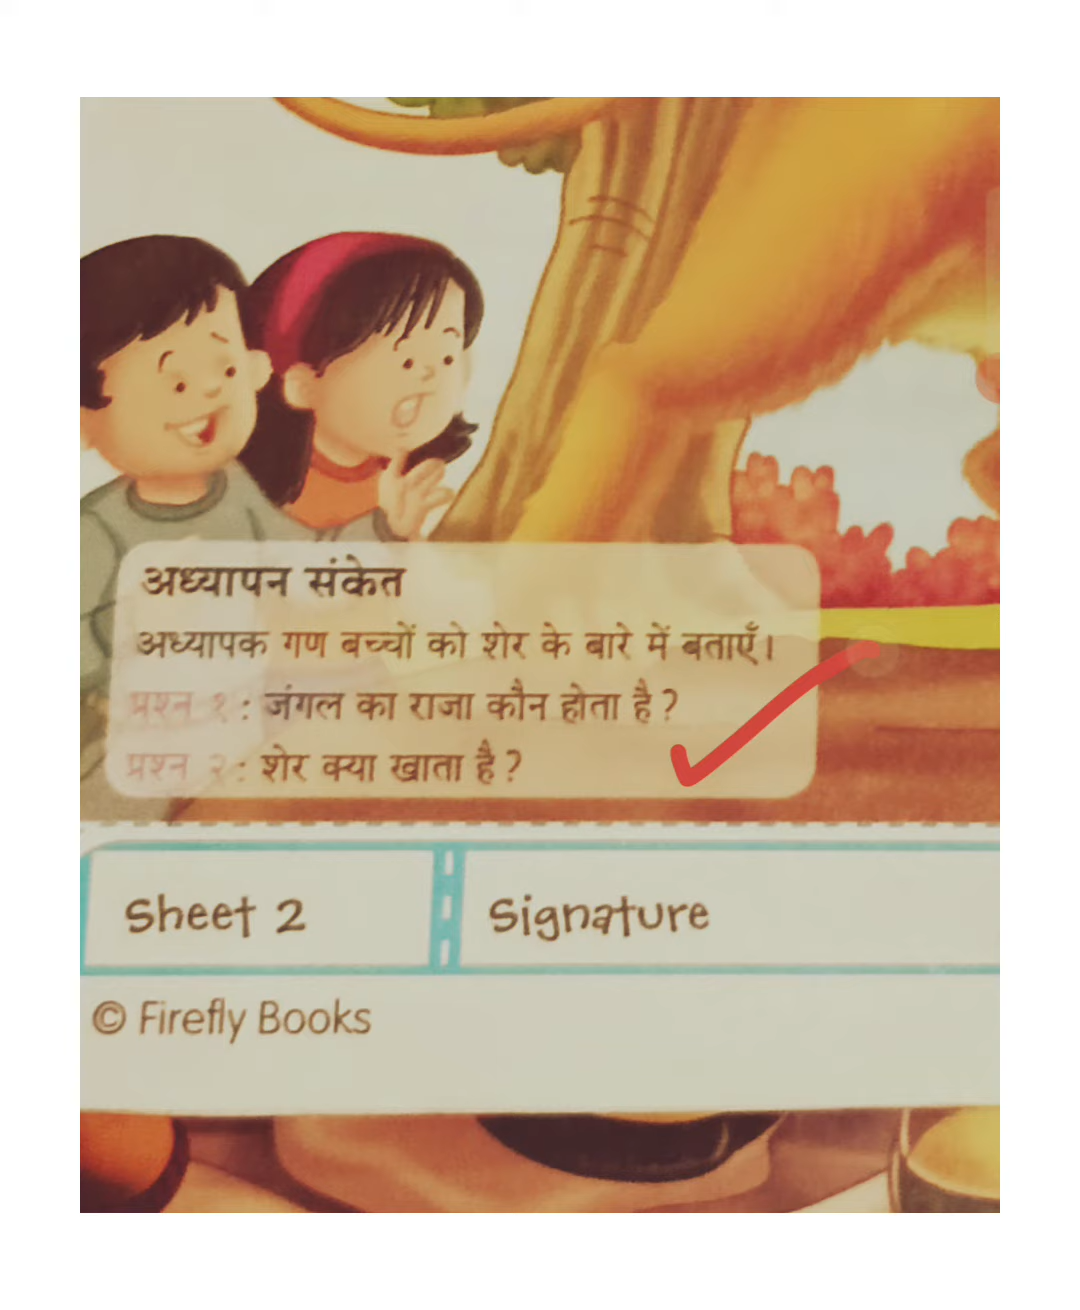 अध्यापन संकेत
अध्यापक गण बच्चों को शेर के बारे में बताएँ।
प्रश्न १ : जंगल का राजा कौन होता है ?
प्रश्न २ : शेर क्या खाता है ?
Sheet 2
Signature
© Firefly Books